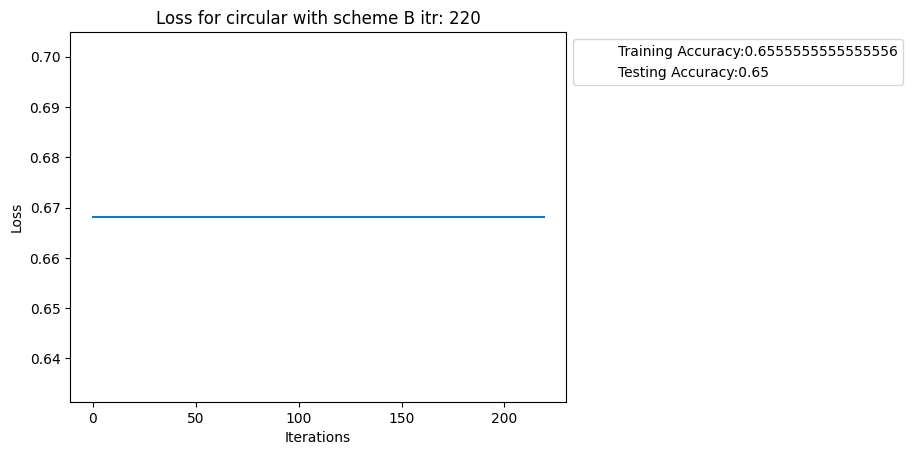 Loss for circular with scheme B itr: 220
Training Accuracy:0.6555555555555556
Testing Accuracy:0.65
0.70
0.69
0.68
0.67
0.66
0.65
0.64
Loss
0 50 100 150 200
Iterations